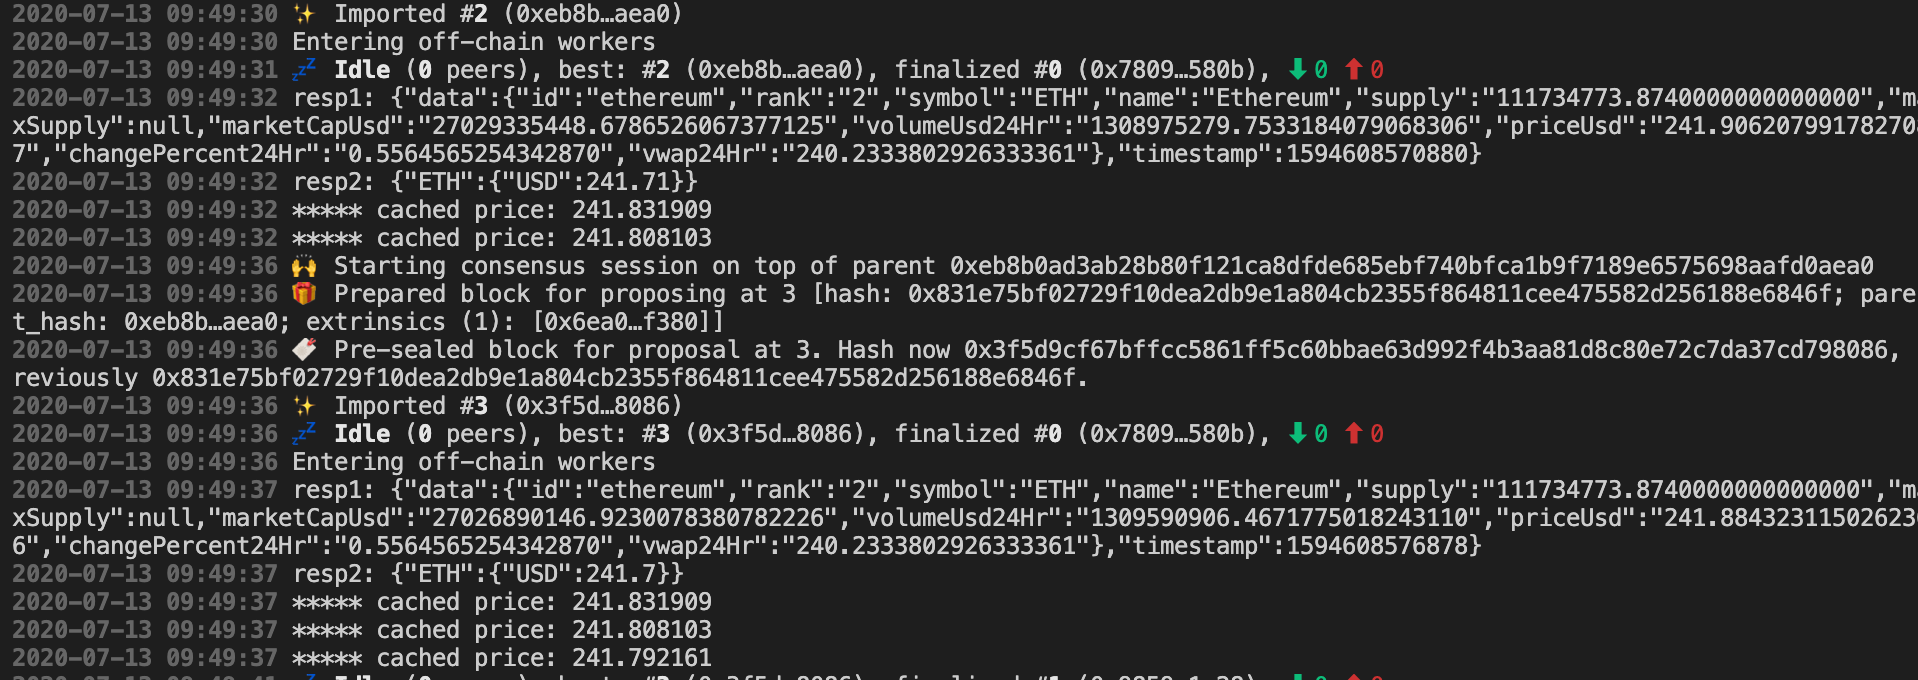 2020-07-13 09:49:30 ✨ Imported #2 (0xeb8b…aea0)
2020-07-13 09:49:30 Entering off-chain workers
2020-07-13 09:49:31 💤 Idle (0 peers), best: #2 (0xeb8b…aea0), finalized #0 (0x7809…580b), ⬇ 0 ⬆ 0
2020-07-13 09:49:32 resp1: {"data":{"id":"ethereum","rank":"2","symbol":"ETH","name":"Ethereum","supply":"111734773.8740000000000000","ma
xSupply":null,"marketCapUsd":"27029335448.6786526067377125","volumeUsd24Hr":"1308975279.7533184079068306","priceUsd":"241.906207991782708
7","changePercent24Hr":"0.5564565254342870","vwap24Hr":"240.2333802926333361"},"timestamp":1594608570880}
2020-07-13 09:49:32 resp2: {"ETH":{"USD":241.71}}
2020-07-13 09:49:32 ***** cached price: 241.831909
2020-07-13 09:49:32 ***** cached price: 241.808103
2020-07-13 09:49:36 🙌 Starting consensus session on top of parent 0xeb8b0ad3ab28b80f121ca8dfde685ebf740bfca1b9f7189e6575698aafd0aea0
2020-07-13 09:49:36 🎁 Prepared block for proposing at 3 [hash: 0x831e75bf02729f10dea2db9e1a804cb2355f864811cee475582d256188e6846f; pare
t_hash: 0xeb8b…aea0; extrinsics (1): [0x6ea0…f380]]
2020-07-13 09:49:36 🔖 Pre-sealed block for proposal at 3. Hash now 0x3f5d9cf67bffcc5861ff5c60bbae63d992f4b3aa81d8c80e72c7da37cd798086,
reviously 0x831e75bf02729f10dea2db9e1a804cb2355f864811cee475582d256188e6846f.
2020-07-13 09:49:36 ✨ Imported #3 (0x3f5d…8086)
2020-07-13 09:49:36 💤 Idle (0 peers), best: #3 (0x3f5d…8086), finalized #0 (0x7809…580b), ⬇ 0 ⬆ 0
2020-07-13 09:49:36 Entering off-chain workers
2020-07-13 09:49:37 resp1: {"data":{"id":"ethereum","rank":"2","symbol":"ETH","name":"Ethereum","supply":"111734773.8740000000000000","ma
xSupply":null,"marketCapUsd":"27026890146.9230078380782226","volumeUsd24Hr":"1309590906.4671775018243110","priceUsd":"241.884323115026230
6","changePercent24Hr":"0.5564565254342870","vwap24Hr":"240.2333802926333361"},"timestamp":1594608576878}
2020-07-13 09:49:37 resp2: {"ETH":{"USD":241.7}}
2020-07-13 09:49:37 ***** cached price: 241.831909
2020-07-13 09:49:37 ***** cached price: 241.808103
2020-07-13 09:49:37 ***** cached price: 241.792161